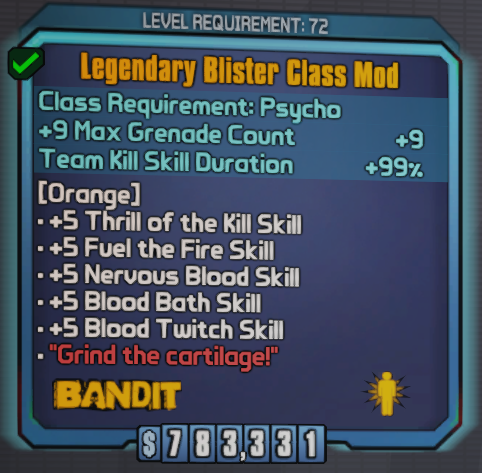 LEVEL REQUIREMENT: 72
Legendary Blister Class Mod
Class Requirement: Psycho
+9 Max Grenade Count +9
Team Kill Skill Duration +99%
[Orange]
• +5 Thrill of the Kill Skill
• +5 Fuel the Fire Skill
• +5 Nervous Blood Skill
• +5 Blood Bath Skill
• +5 Blood Twitch Skill
• "Grind the cartilage!"
BANDIT
$783,331